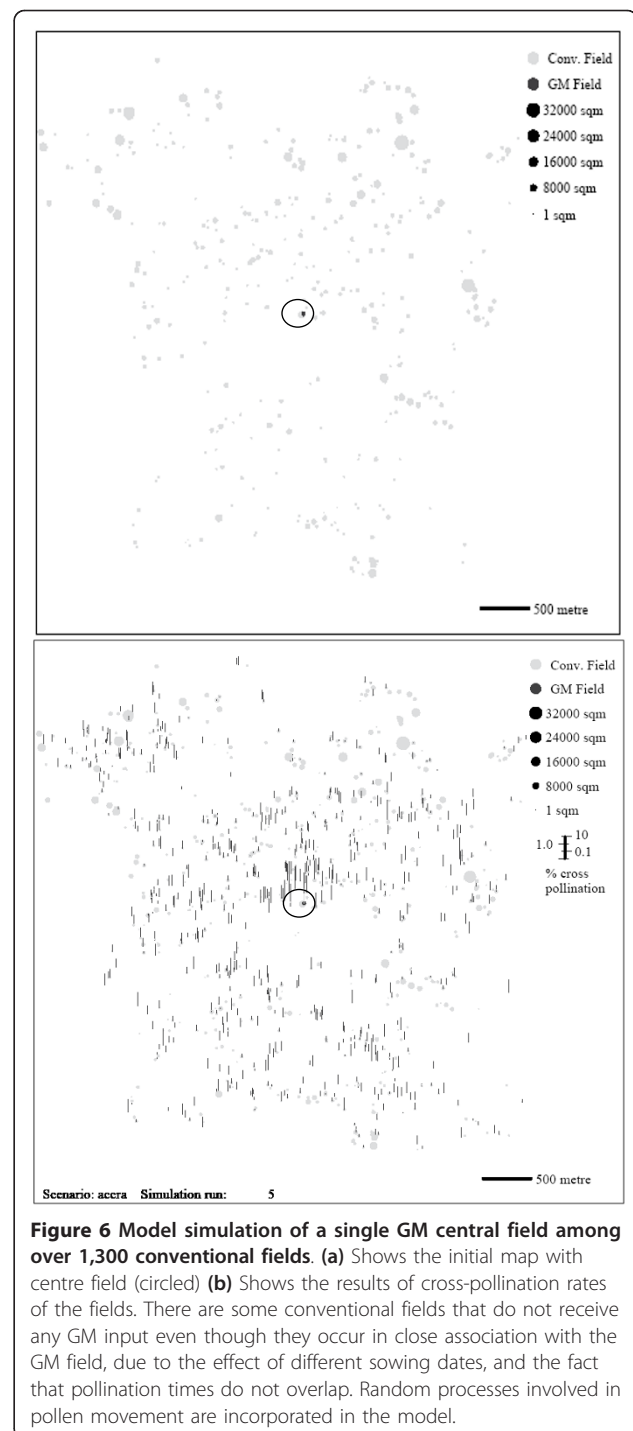 Conv. Field
GM Field
32000 sqm
24000 sqm
16000 sqm
8000 sqm
1 sqm
500 metre
Conv. Field
GM Field
32000 sqm
24000 sqm
16000 sqm
8000 sqm
1 sqm
10
1.0
0.1
% cross
pollination
500 metre
Scenario: acera Simulation run: 5
Figure 6 Model simulation of a single GM central field among
over 1,300 conventional fields. (a) Shows the initial map with
centre field (circled) (b) Shows the results of cross-pollination rates
of the fields. There are some conventional fields that do not receive
any GM input even though they occur in close association with the
GM field, due to the effect of different sowing dates, and the fact
that pollination times do not overlap. Random processes involved in
pollen movement are incorporated in the model.